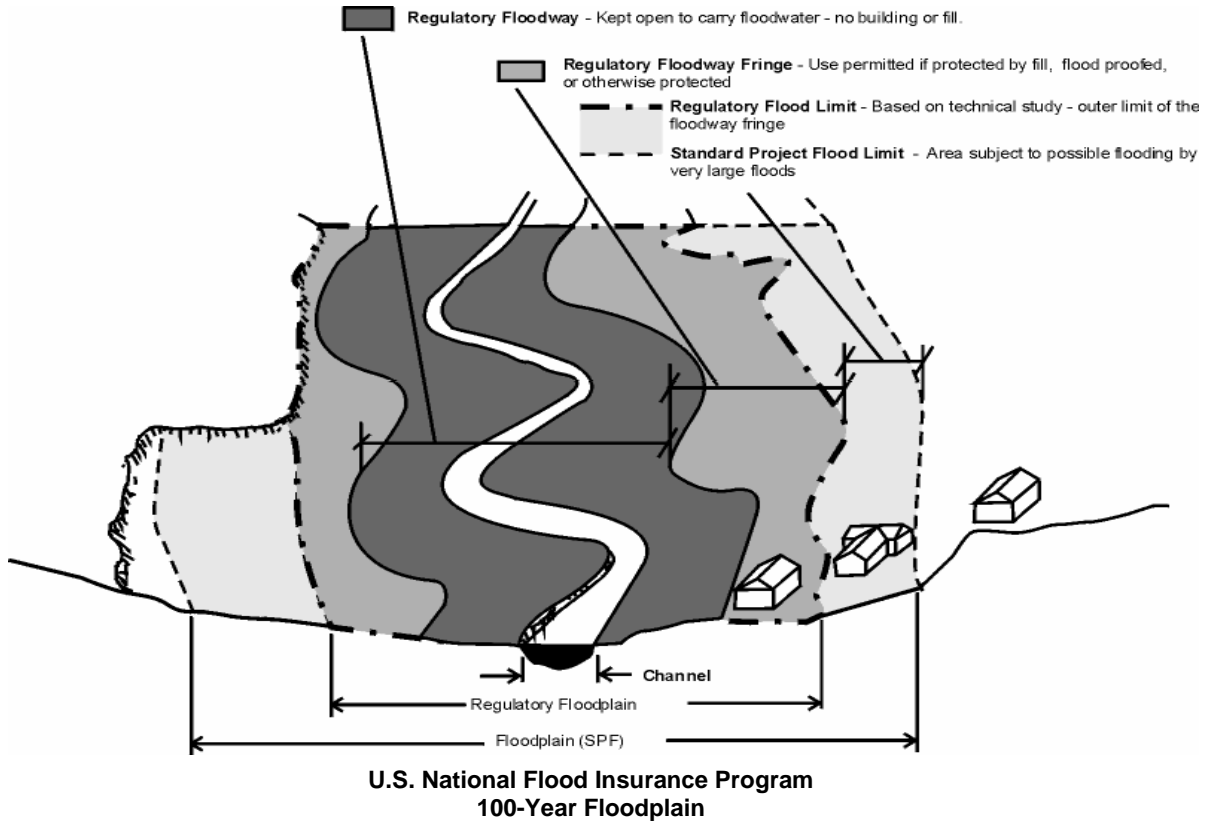 Regulatory Floodway - Kept open to carry floodwater - no building or fill.
Regulatory Floodway Fringe - Use permitted if protected by fill, flood proofed,
or otherwise protected
Regulatory Flood Limit - Based on technical study - outer limit of the
floodway fringe
Standard Project Flood Limit - Area subject to possible flooding by
very large floods
Channel
Regulatory Floodplain
Floodplain (SPF)
U.S. National Flood Insurance Program
100-Year Floodplain